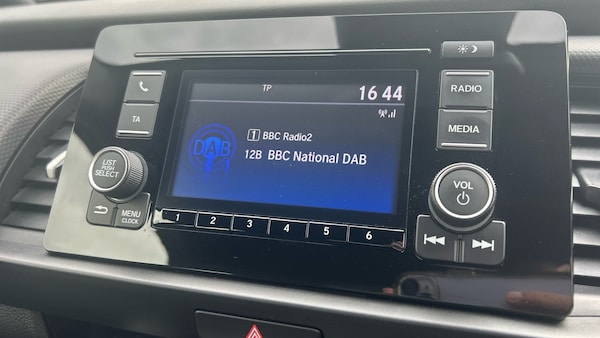 TP 16 44
1 BBC Radio2
DAB
12B BBC National DAB
RADIO
TA
MEDIA
LIST
PUSH
SELECT
VOL
MENU
CLOCK
1 2 3 4 5 6